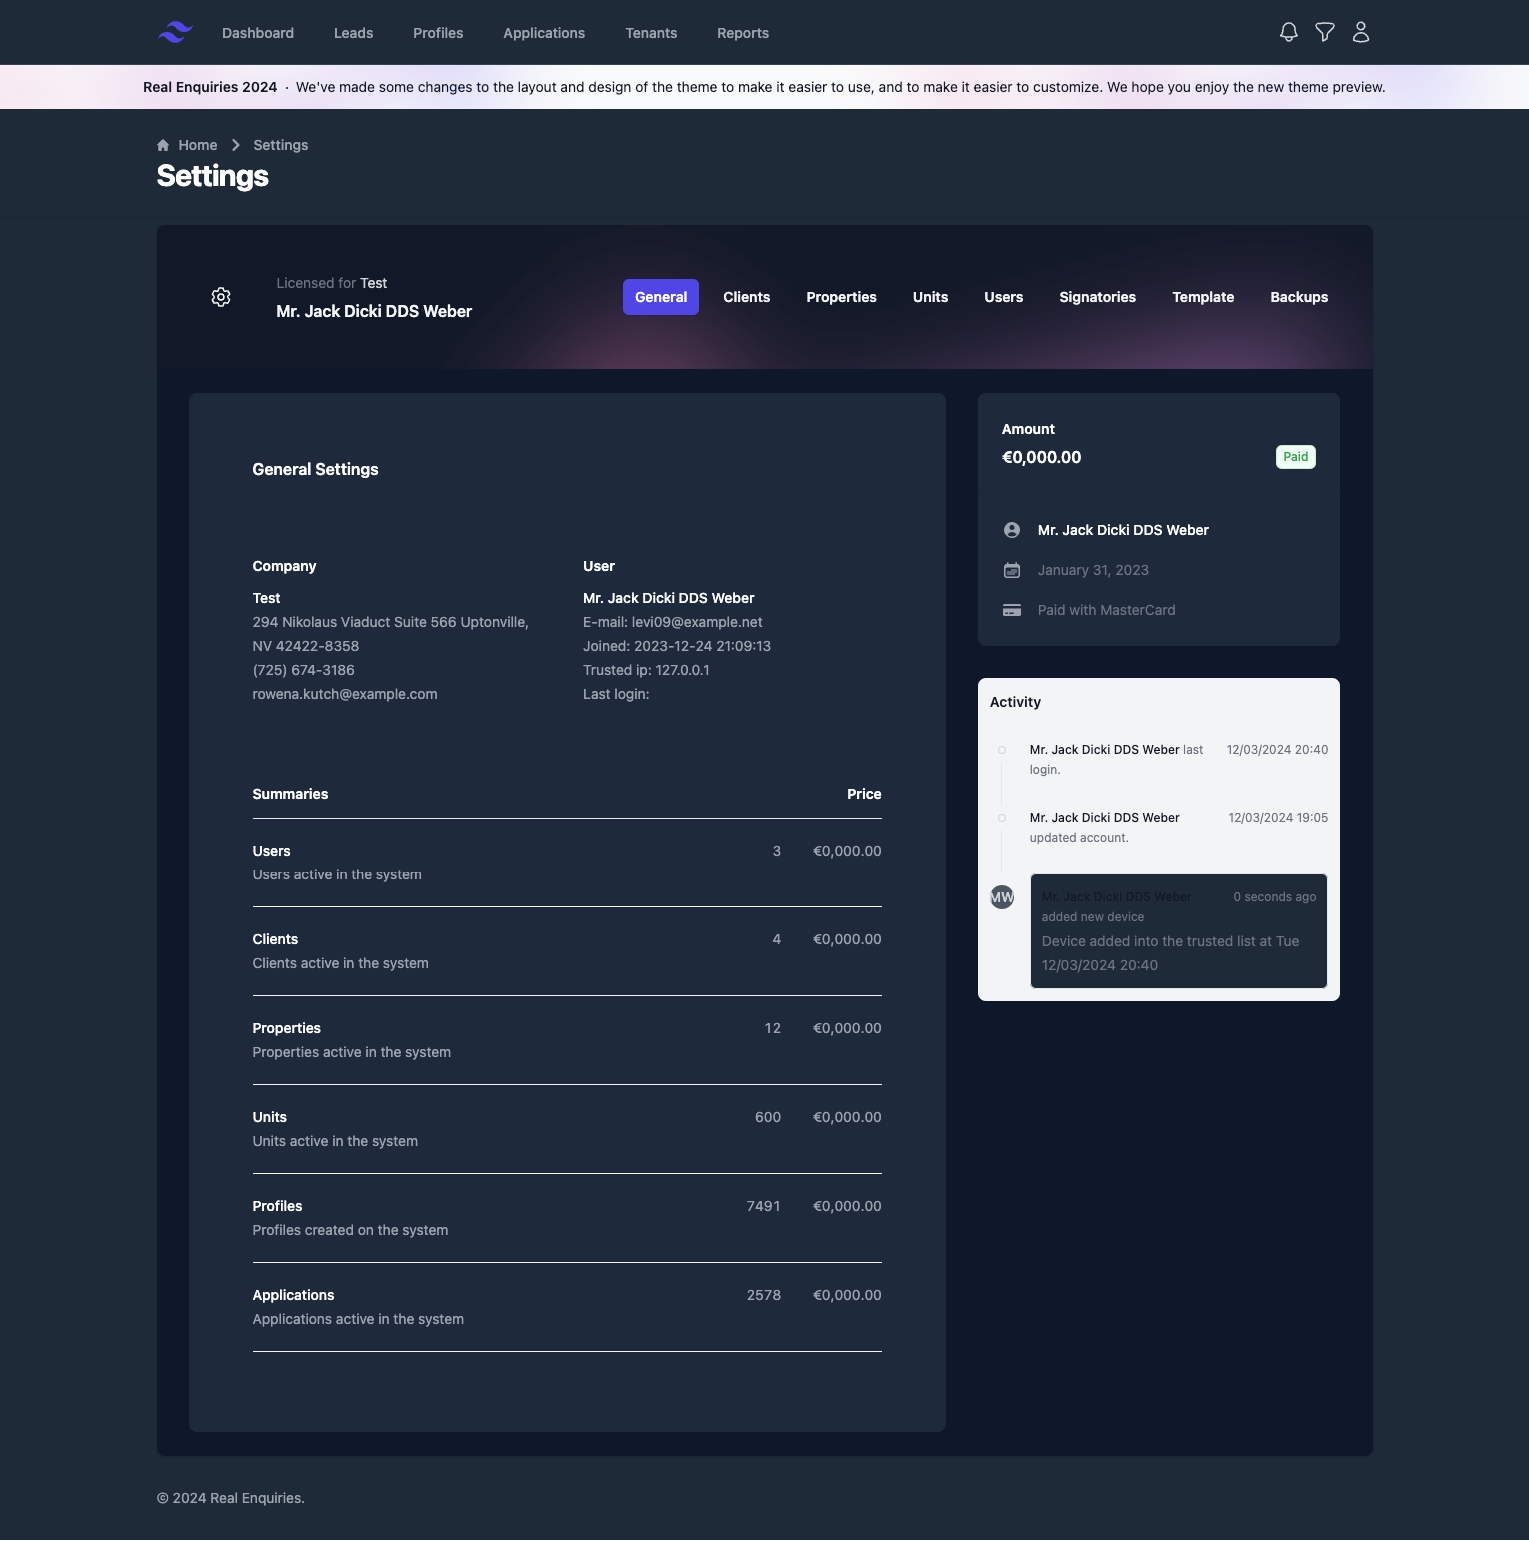 Dashboard Leads Profiles Applications Tenants Reports
Real Enquiries 2024 · We've made some changes to the layout and design of the theme to make it easier to use, and to make it easier to customize. We hope you enjoy the new theme preview.
Home Settings
Settings
Licensed for Test
Mr. Jack Dicki DDS Weber
General Clients Properties Units Users Signatories Template Backups
General Settings
Company
Test
294 Nikolaus Viaduct Suite 566 Uptonville,
NV 42422-8358
(725) 674-3186
rowena.kutch@example.com
User
Mr. Jack Dicki DDS Weber
E-mail: levi09@example.net
Joined: 2023-12-24 21:09:13
Trusted ip: 127.0.0.1
Last login:
Summaries Price
Users 3 €0,000.00
Users active in the system
Clients 4 €0,000.00
Clients active in the system
Properties 12 €0,000.00
Properties active in the system
Units 600 €0,000.00
Units active in the system
Profiles 7491 €0,000.00
Profiles created on the system
Applications 2578 €0,000.00
Applications active in the system
Amount
€0,000.00 Paid
Mr. Jack Dicki DDS Weber
January 31, 2023
Paid with MasterCard
Activity
Mr. Jack Dicki DDS Weber last 12/03/2024 20:40
login.
Mr. Jack Dicki DDS Weber 12/03/2024 19:05
updated account.
MW
Mr. Jack Dicki DDS Weber 0 seconds ago
added new device
Device added into the trusted list at Tue
12/03/2024 20:40
© 2024 Real Enquiries.